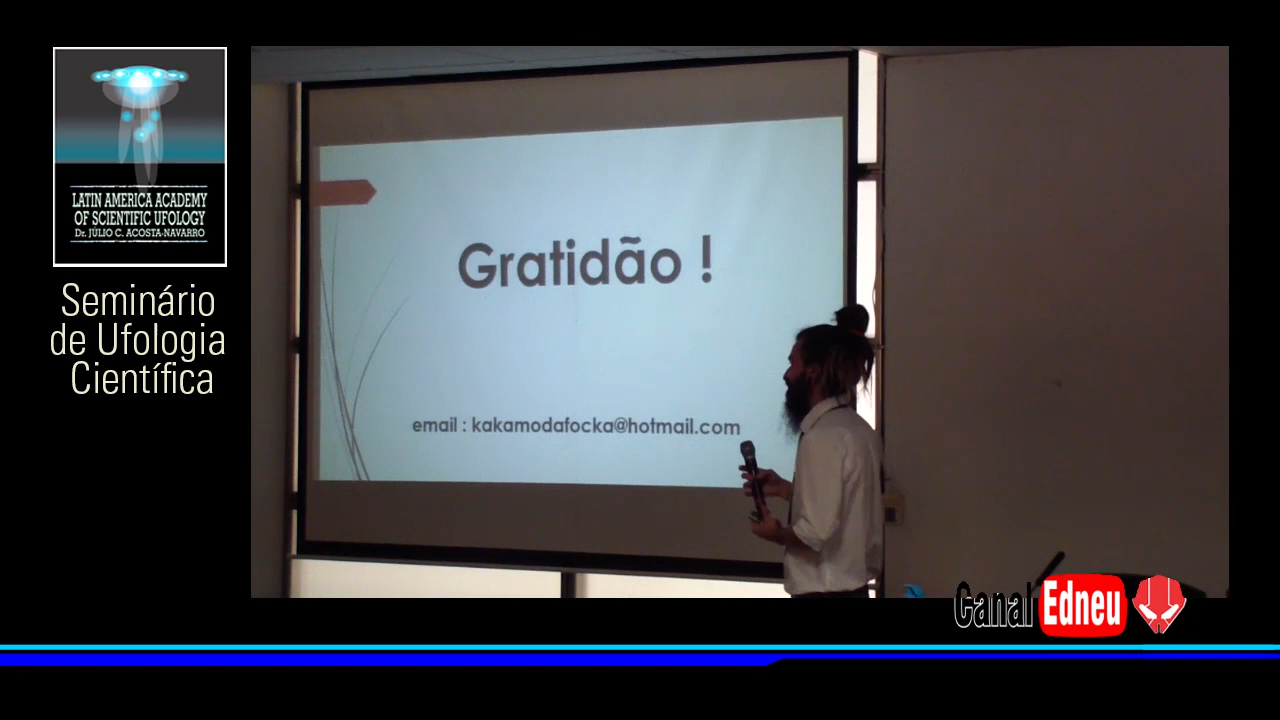 LATIN AMERICA ACADEMY
OF SCIENTIFIC UFOLOGY
Dr. JÚLIO C. ACOSTA-NAVARRO
Seminário
de Ufologia
Científica
Gratidão !
email : kakamodafocka@hotmail.com
Canal Edneu